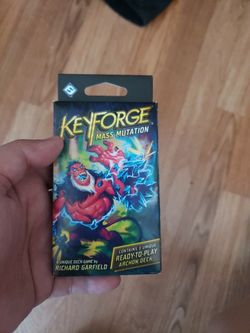 KEYFORGE
MASS MUTATION
CONTAINS 1 UNIQUE
READY-TO-PLAY
ARCHON DECK
A UNIQUE DECK GAME by
RICHARD GARFIELD